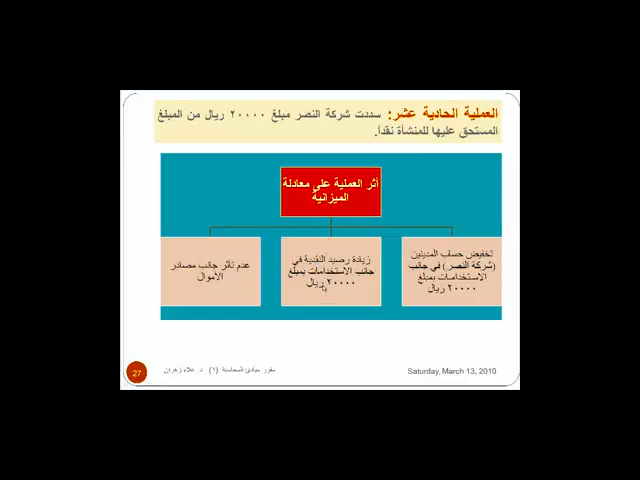 العملية الحادية عشر: سددت شركة النصر مبلغ ٢٠٠٠٠ ريال من المبلغ
المستحق عليها للمنشأة نقداً.
أثر العملية على معادلة
الميزانية
تخفيض حساب المدينين
(شركة النصر) في جانب
الاستخدامات بمبلغ
٢٠٠٠٠ ريال
زيادة رصيد النقدية في
جانب الاستخدامات بمبلغ
٢٠٠٠٠ ريال
عدم تأثر جانب مصادر
الأموال
Saturday, March 13, 2010
مقرر مبادئ المحاسبة (١) د. علاء زهران
27